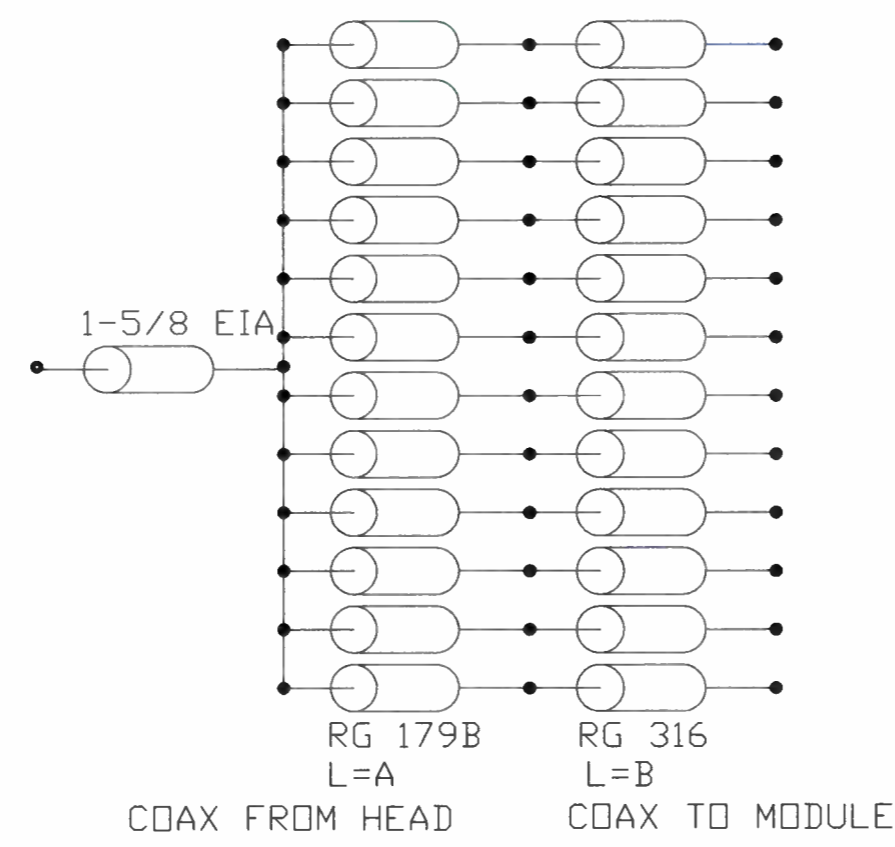 1-5/8 EIA
RG 179B
L=A
RG 316
L=B
COAX FROM HEAD
COAX TO MODULE